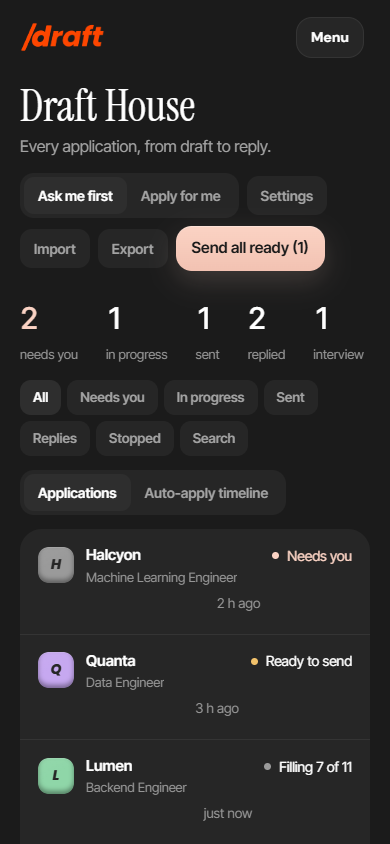 /draft
Menu
Draft House
Every application, from draft to reply.
Ask me first Apply for me Settings
Import Export Send all ready (1)
2 1 1 2 1
needs you in progress sent replied interview
All Needs you In progress Sent
Replies Stopped Search
Applications Auto-apply timeline
H Halcyon Needs you
Machine Learning Engineer
2 h ago
Q Quanta Ready to send
Data Engineer
3 h ago
L Lumen Filling 7 of 11
Backend Engineer
just now